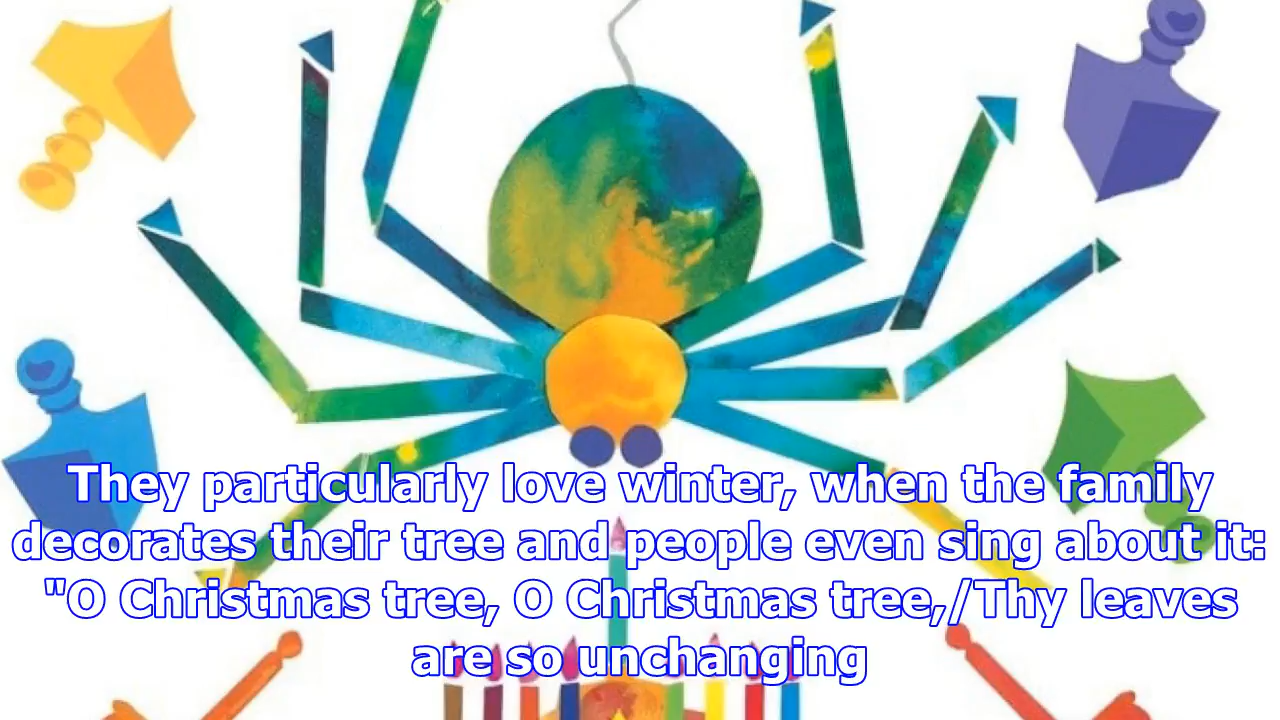 They particularly love winter, when the family
decorates their tree and people even sing about it:
"O Christmas tree, O Christmas tree,/Thy leaves
are so unchanging